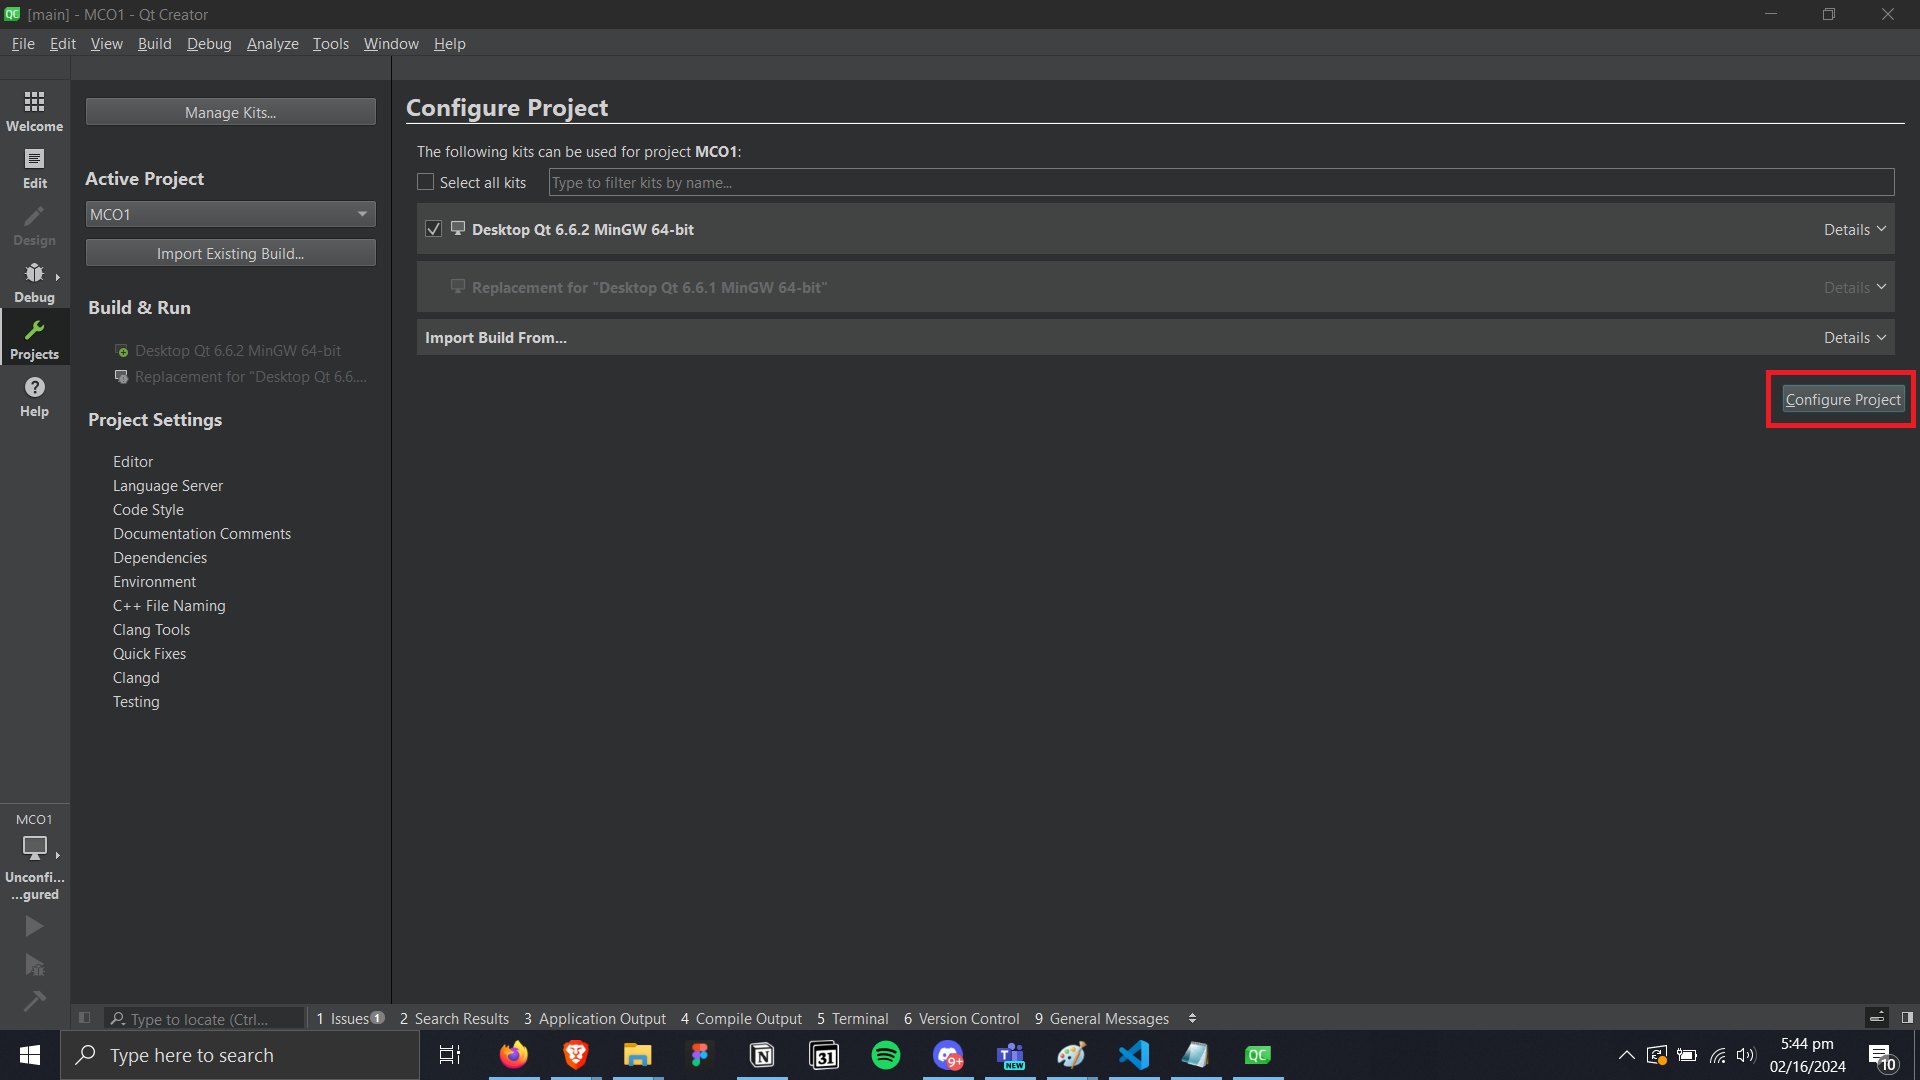 QC [main] - MCO1 - Qt Creator
File Edit View Build Debug Analyze Tools Window Help
Welcome
Edit
Design
Debug
Projects
Help
Manage Kits...
Active Project
MCO1
Import Existing Build...
Build & Run
Desktop Qt 6.6.2 MinGW 64-bit
Replacement for "Desktop Qt 6.6....
Project Settings
Editor
Language Server
Code Style
Documentation Comments
Dependencies
Environment
C++ File Naming
Clang Tools
Quick Fixes
Clangd
Testing
Configure Project
The following kits can be used for project MCO1:
Select all kits Type to filter kits by name...
Desktop Qt 6.6.2 MinGW 64-bit Details
Replacement for "Desktop Qt 6.6.1 MinGW 64-bit" Details
Import Build From... Details
Configure Project
MCO1
Unconfi...
...gured
Type to locate (Ctrl... 1 Issues 1 2 Search Results 3 Application Output 4 Compile Output 5 Terminal 6 Version Control 9 General Messages
Type here to search
31
9+
NEW
QC
5:44 pm
02/16/2024
10